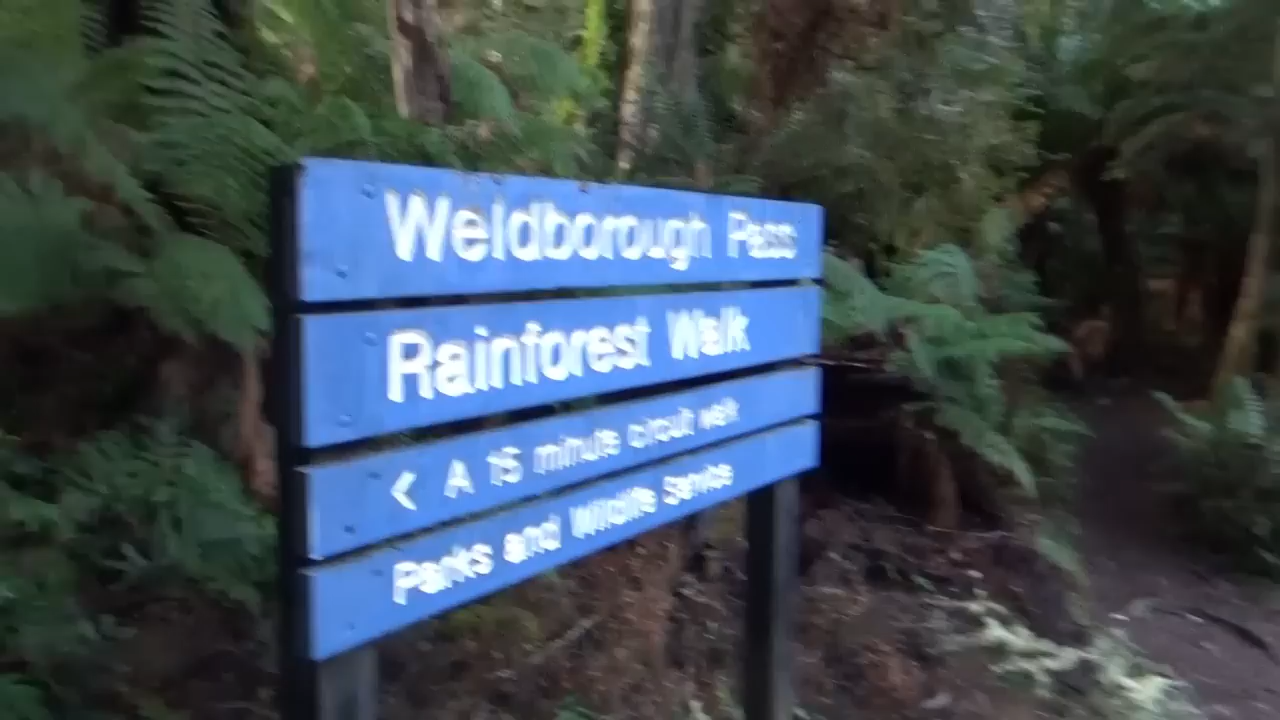 Weldborough Pass
Rainforest Walk
< A 15 minute circuit walk
Parks and Wildlife Service